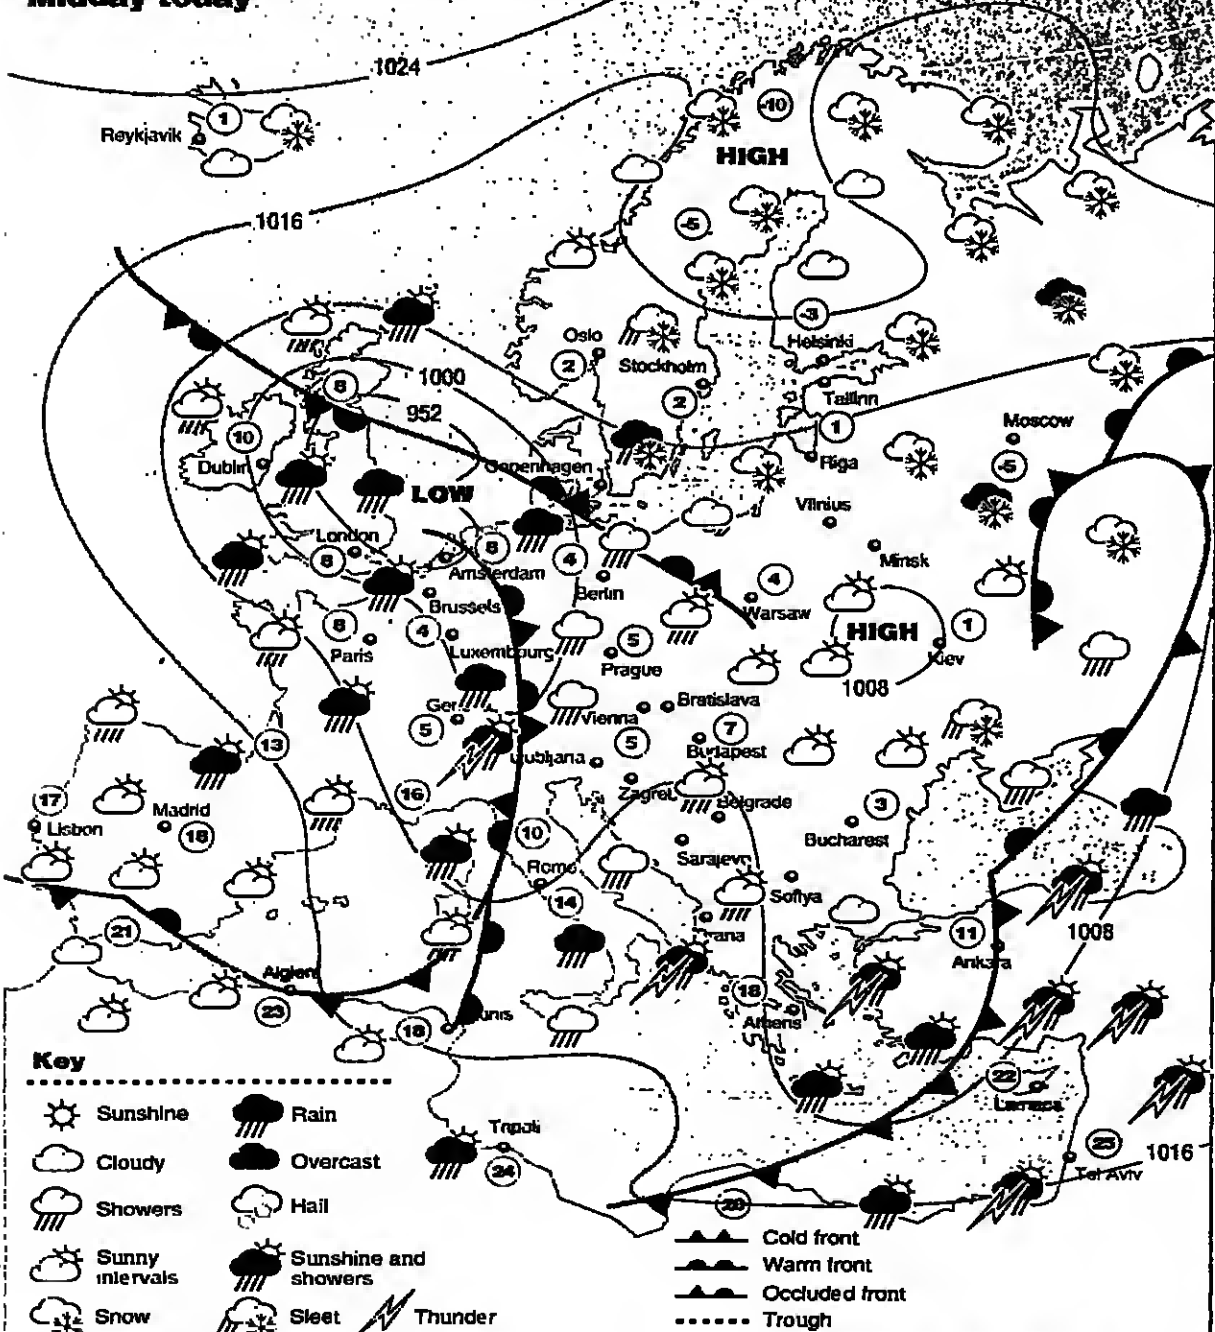 Midday today
1024
1
-10
Reykjavik
HIGH
1016
-5
-3
Oslo
Helsinki
2
Stockholm
1000
8
2
Tallinn
952
Moscow
10
1
Dublin
Copenhagen
Riga
-5
LOW
Vilnius
London
8
8
Amsterdam
4
Minsk
4
Berlin
Brussels
Warsaw
8
4
5
HIGH
1
Paris
Luxembourg
Prague
Kiev
1008
Bratislava
Vienna
13
5
5
7
Budapest
Ljubljana
17
16
Zagreb
Belgrade
Madrid
3
Lisbon
18
10
Bucharest
Rome
Sarajevo
14
Sofiya
21
11
1008
Ankara
Algiers
18
23
18
Athens
Key
22
Sunshine
Rain
Larnaca
Tripoli
23
Cloudy
Overcast
24
1016
Tel Aviv
Showers
Hail
20
Cold front
Sunny
intervals
Sunshine and
showers
Warm front
Occluded front
Snow
Sleet
Thunder
Trough